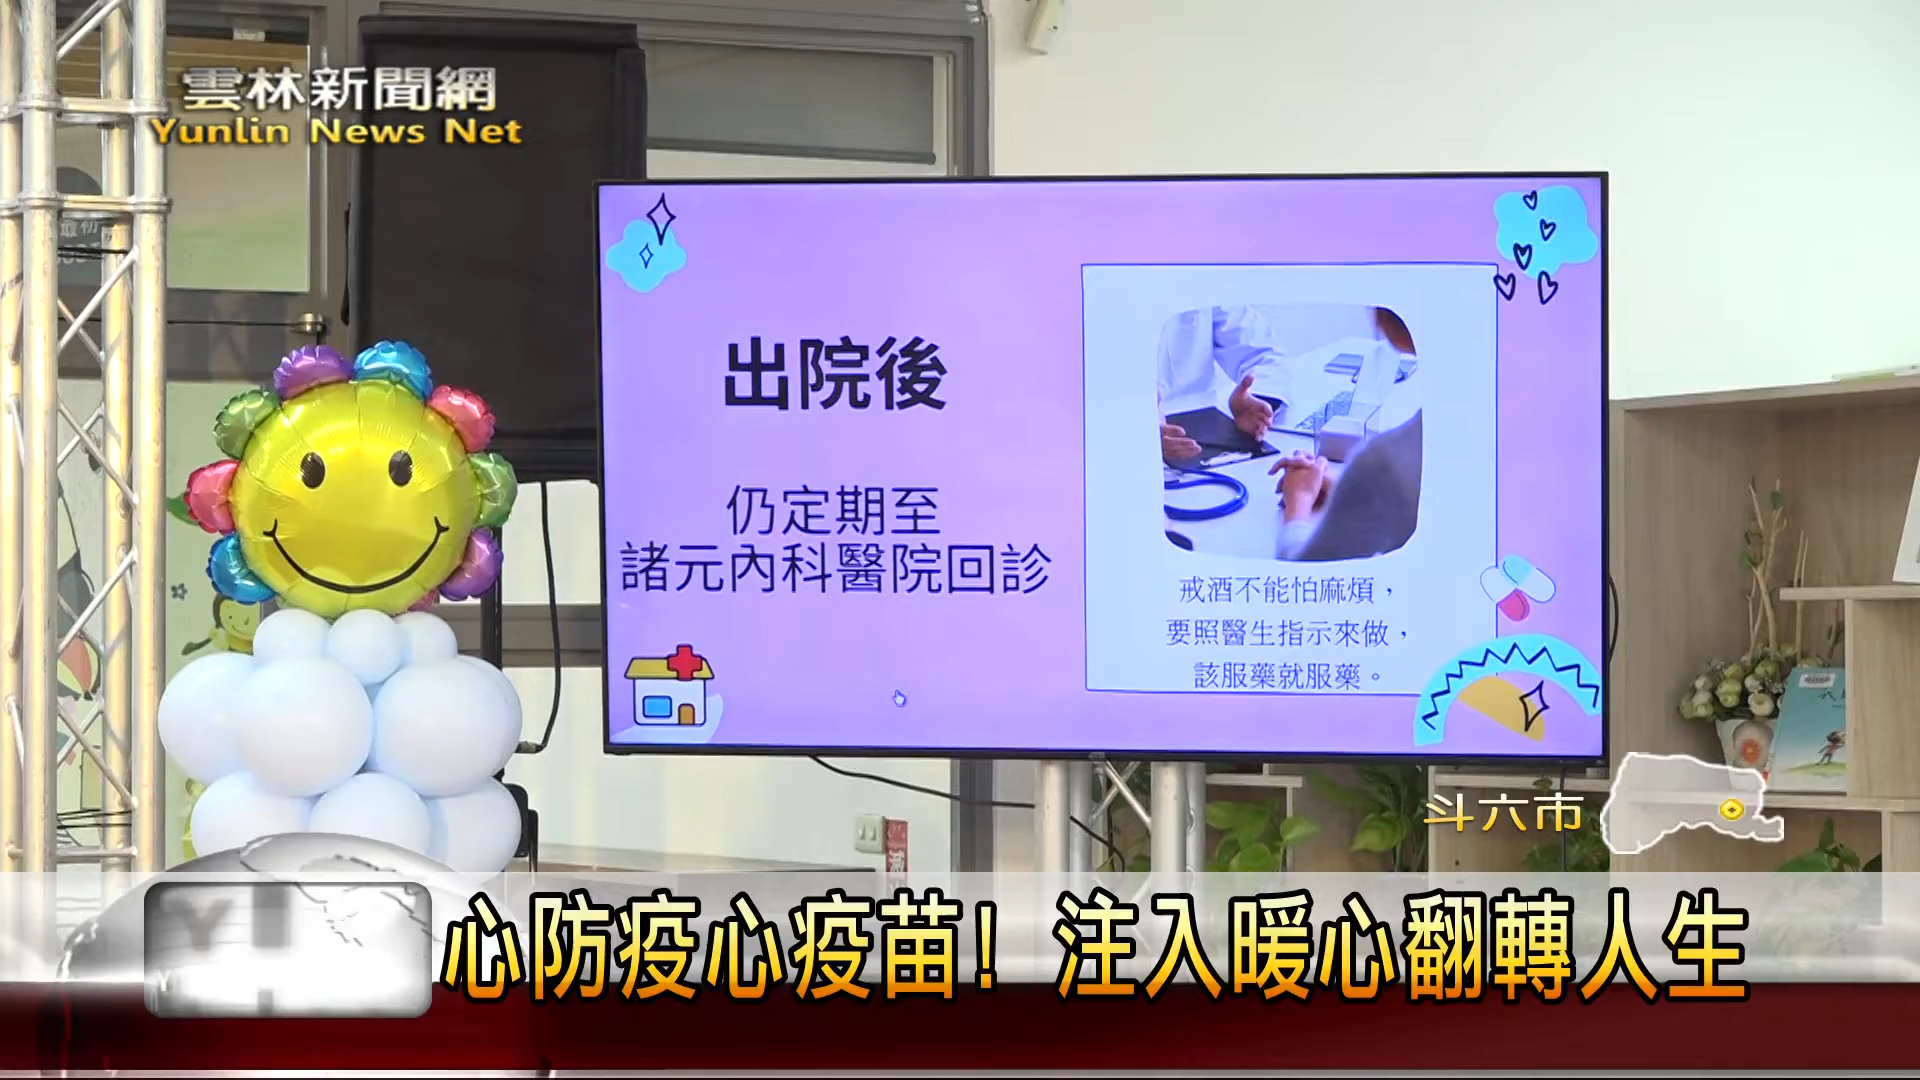 雲林新聞網
Yunlin News Net
最初
出院後
仍定期至
諸元內科醫院回診
戒酒不能怕麻煩，
要照醫生指示來做，
該服藥就服藥。
斗六市
心防疫心疫苗! 注入暖心翻轉人生